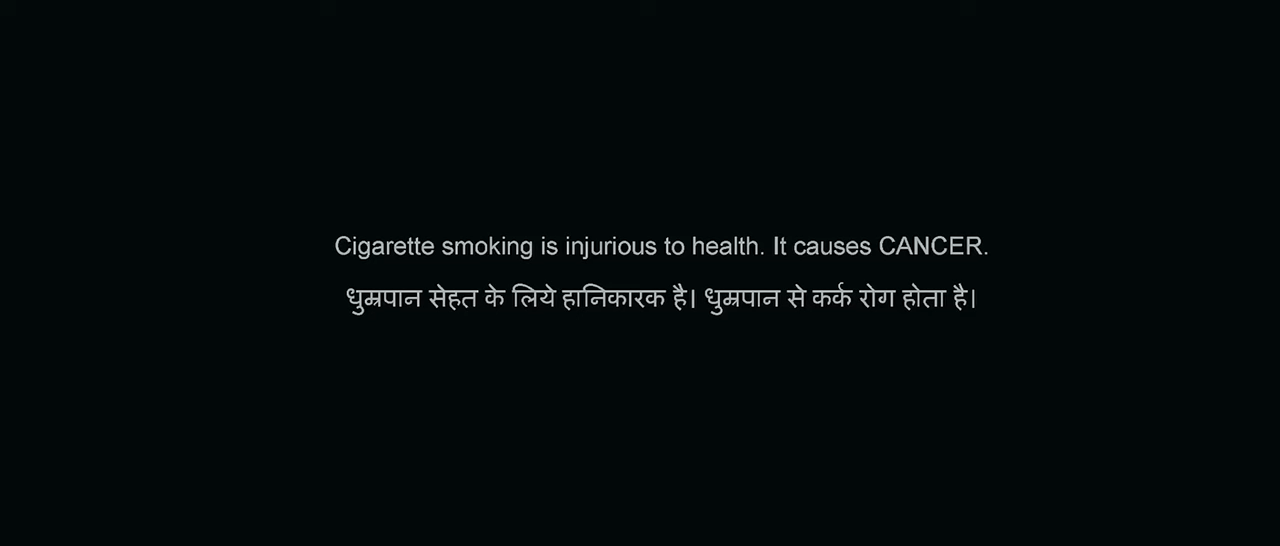 Cigarette smoking is injurious to health. It causes CANCER.
धुम्रपान सेहत के लिये हानिकारक है। धुम्रपान से कर्क रोग होता है।